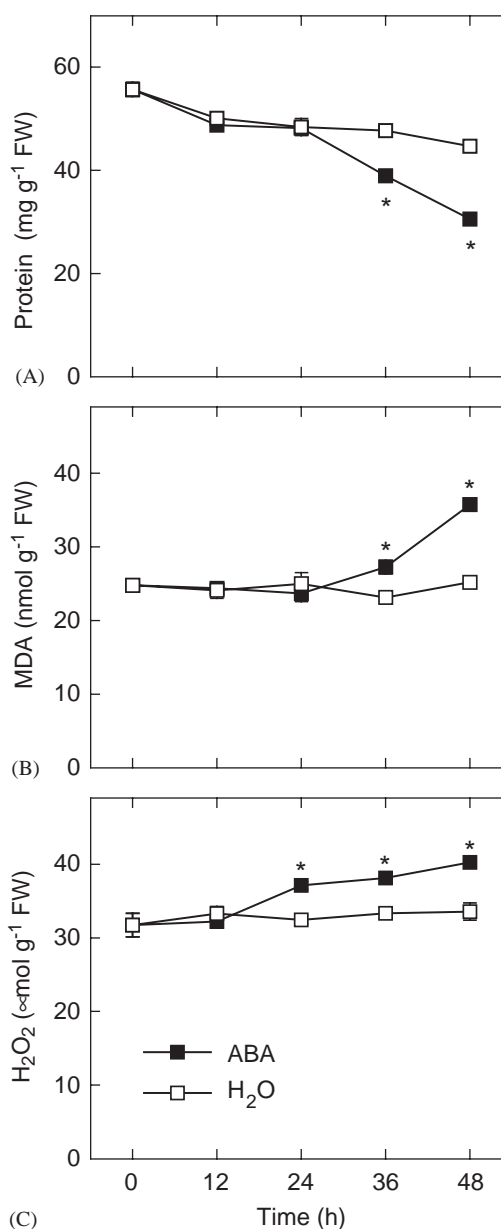 60
40
20
0
Protein (mg g-1 FW)
*
*
(A)
40
30
20
10
0
MDA (nmol g-1 FW)
*
*
(B)
40
30
20
10
0
H2O2 (∝mol g-1 FW)
* * *
ABA
H2O
0 12 24 36 48
(C) Time (h)